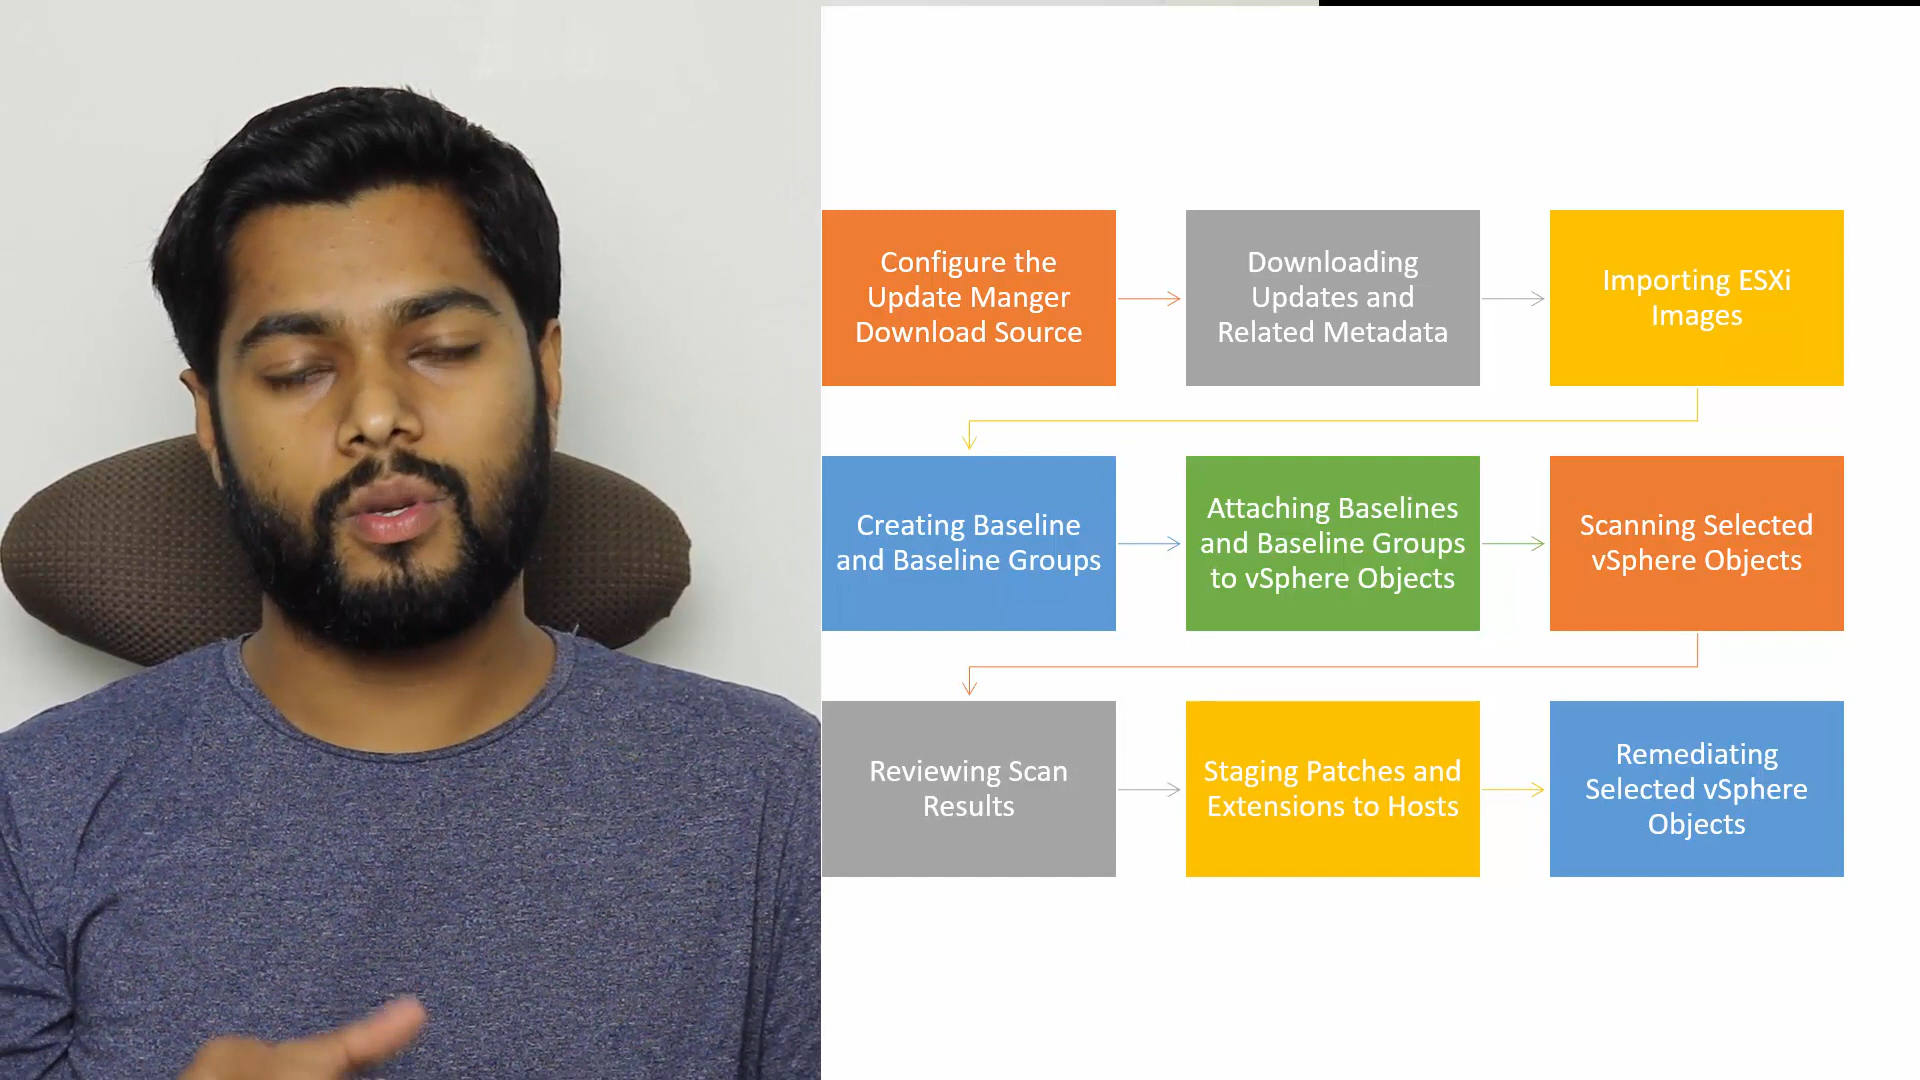 Configure the
Update Manger
Download Source
Downloading
Updates and
Related Metadata
Importing ESXi
Images
Creating Baseline
and Baseline Groups
Attaching Baselines
and Baseline Groups
to vSphere Objects
Scanning Selected
vSphere Objects
Reviewing Scan
Results
Staging Patches and
Extensions to Hosts
Remediating
Selected vSphere
Objects